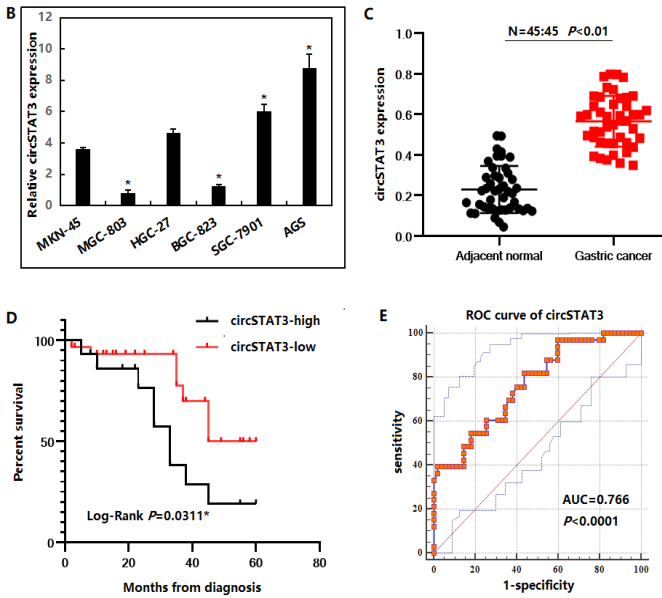 B
Relative circSTAT3 expression
12
10
8
6
4
2
0
*
*
*
*
MKN-45
MGC-803
HGC-27
BGC-823
SGC-7901
AGS
C
N=45:45 P<0.01
circSTAT3 expression
1.0
0.8
0.6
0.4
0.2
0.0
Adjacent normal
Gastric cancer
D
circSTAT3-high
circSTAT3-low
Percent survival
100
50
0
Log-Rank P=0.0311*
0
20
40
60
80
Months from diagnosis
E
ROC curve of circSTAT3
sensitivity
100
80
60
40
20
0
AUC=0.766
P<0.0001
0
20
40
60
80
100
1-specificity